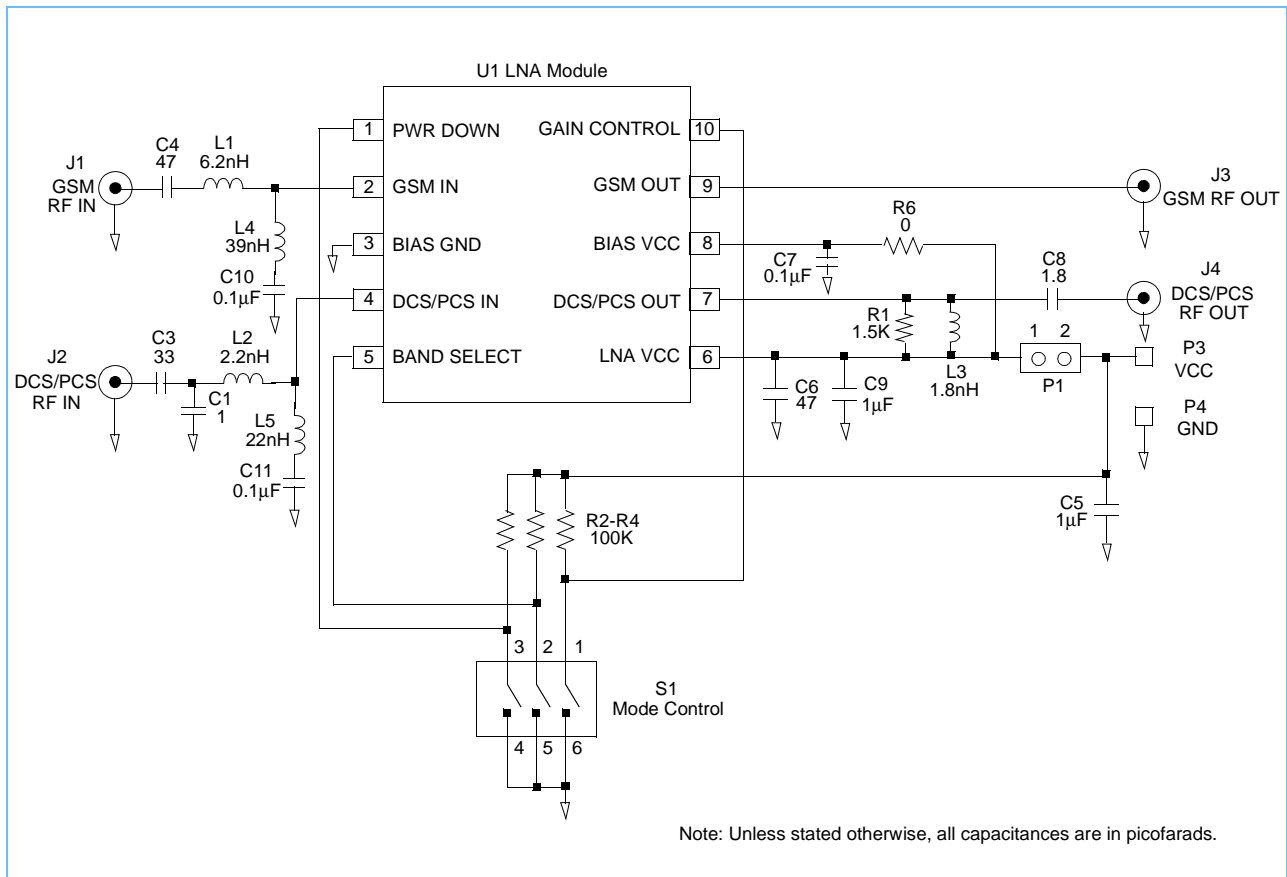 U1 LNA Module
1 PWR DOWN
GAIN CONTROL 10
2 GSM IN
GSM OUT 9
3 BIAS GND
BIAS VCC 8
4 DCS/PCS IN
DCS/PCS OUT 7
5 BAND SELECT
LNA VCC 6
J1
GSM
RF IN
C4
47
L1
6.2nH
L4
39nH
C10
0.1µF
J2
DCS/PCS
RF IN
C3
33
C1
1
L2
2.2nH
L5
22nH
C11
0.1µF
J3
GSM RF OUT
R6
0
C7
0.1µF
C8
1.8
J4
DCS/PCS
RF OUT
R1
1.5K
L3
1.8nH
1 2
P1
P3
VCC
P4
GND
C6
47
C9
1µF
C5
1µF
R2-R4
100K
3 2 1
S1
Mode Control
4 5 6
Note: Unless stated otherwise, all capacitances are in picofarads.